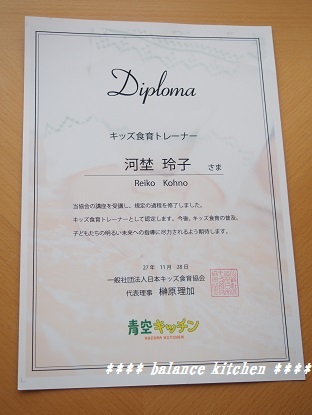 Diploma
キッズ食育トレーナー
河埜 玲子 さま
Reiko Kohno
当協会の講座を受講し、規定の過程を修了しました。
キッズ食育トレーナーとして認定します。今後、キッズ食育の普及、
子どもたちの明るい未来への指導に尽力されるよう期待します。
27年 11月 28日
一般社団法人日本キッズ食育協会
代表理事 榊原理加
青空キッチン
AOZORA KITCHEN
#### balance kitchen ####